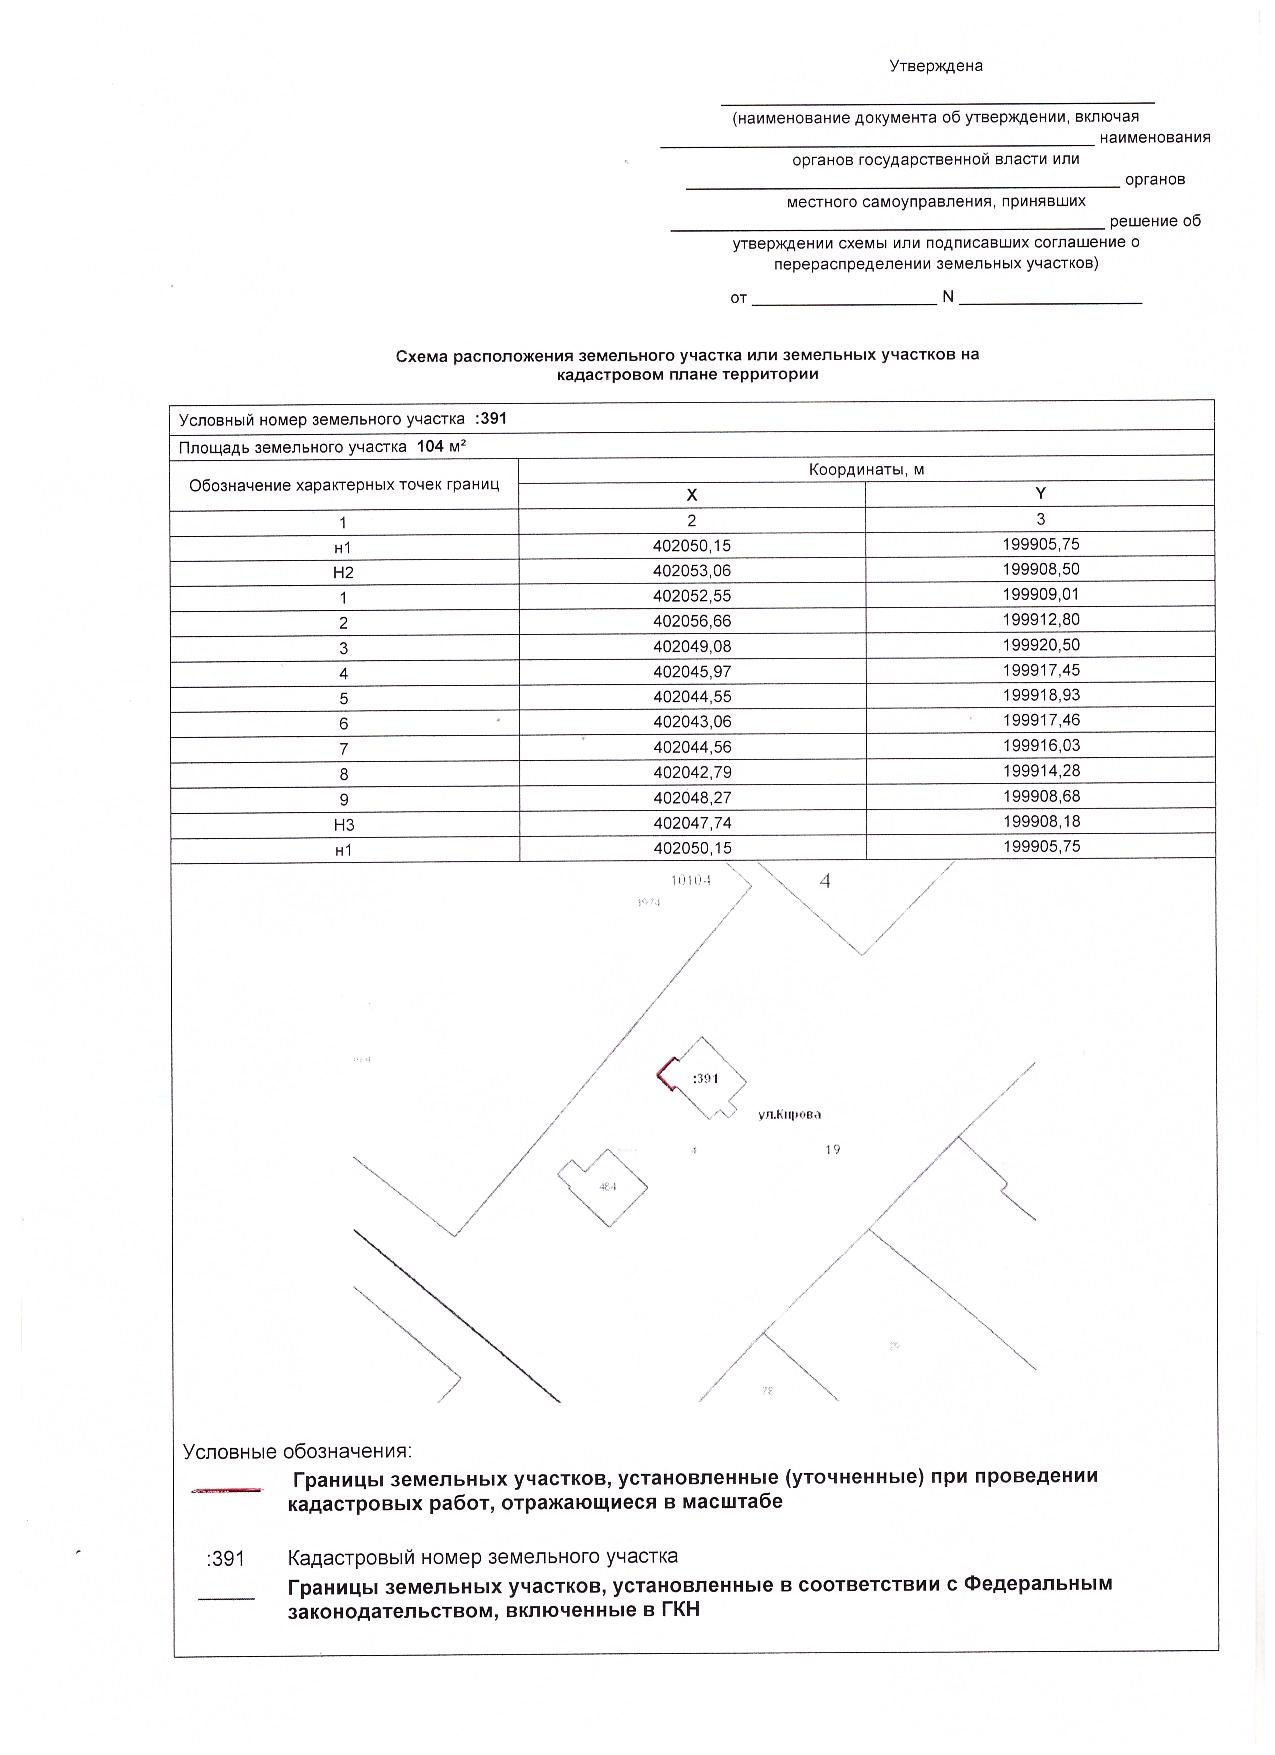 Утверждена
(наименование документа об утверждении, включая
наименования
органов государственной власти или
органов
местного самоуправления, принявших
решение об
утверждении схемы или подписавших соглашение о
перераспределении земельных участков)
от ____________ N ____________
Схема расположения земельного участка или земельных участков на
кадастровом плане территории
Условный номер земельного участка :391
Площадь земельного участка 104 м²
Обозначение характерных точек границ Координаты, м
X Y
1 2 3
н1 402050,15 199905,75
Н2 402053,06 199908,50
1 402052,55 199909,01
2 402056,66 199912,80
3 402049,08 199920,50
4 402045,97 199917,45
5 402044,55 199918,93
6 402043,06 199917,46
7 402044,56 199916,03
8 402042,79 199914,28
9 402048,27 199908,68
Н3 402047,74 199908,18
н1 402050,15 199905,75
10104 4
1974
:391
ул.Кирова
4 19
484
78
Условные обозначения:
Границы земельных участков, установленные (уточненные) при проведении
кадастровых работ, отражающиеся в масштабе
:391 Кадастровый номер земельного участка
Границы земельных участков, установленные в соответствии с Федеральным
законодательством, включенные в ГКН